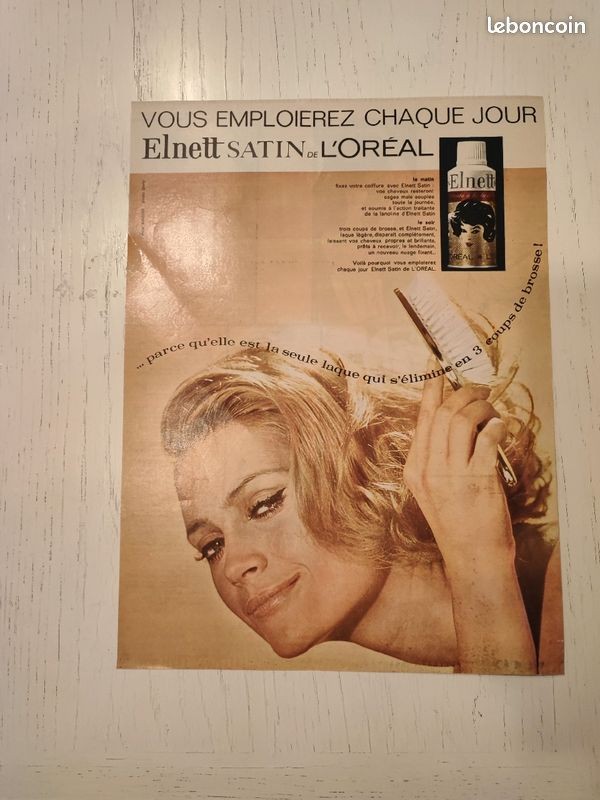 leboncoin
VOUS EMPLOIEREZ CHAQUE JOUR
Elnett SATIN DE L'ORÉAL
le matin
fixez votre coiffure avec Elnett Satin :
vos cheveux resteront
sages mais souples
toute la journée,
et soumis à l'action traitante
de la lanoline d'Elnett Satin
le soir
trois coups de brosse, et Elnett Satin,
laque légère, disparaît complètement,
laissant vos cheveux propres et brillants,
prêts à recevoir, le lendemain,
un nouveau nuage fixant..
Voilà pourquoi vous emploierez
chaque jour Elnett Satin de L'ORÉAL
Elnett
ORÉAL
... parce qu'elle est la seule laque qui s'élimine en 3 coups de brosse !